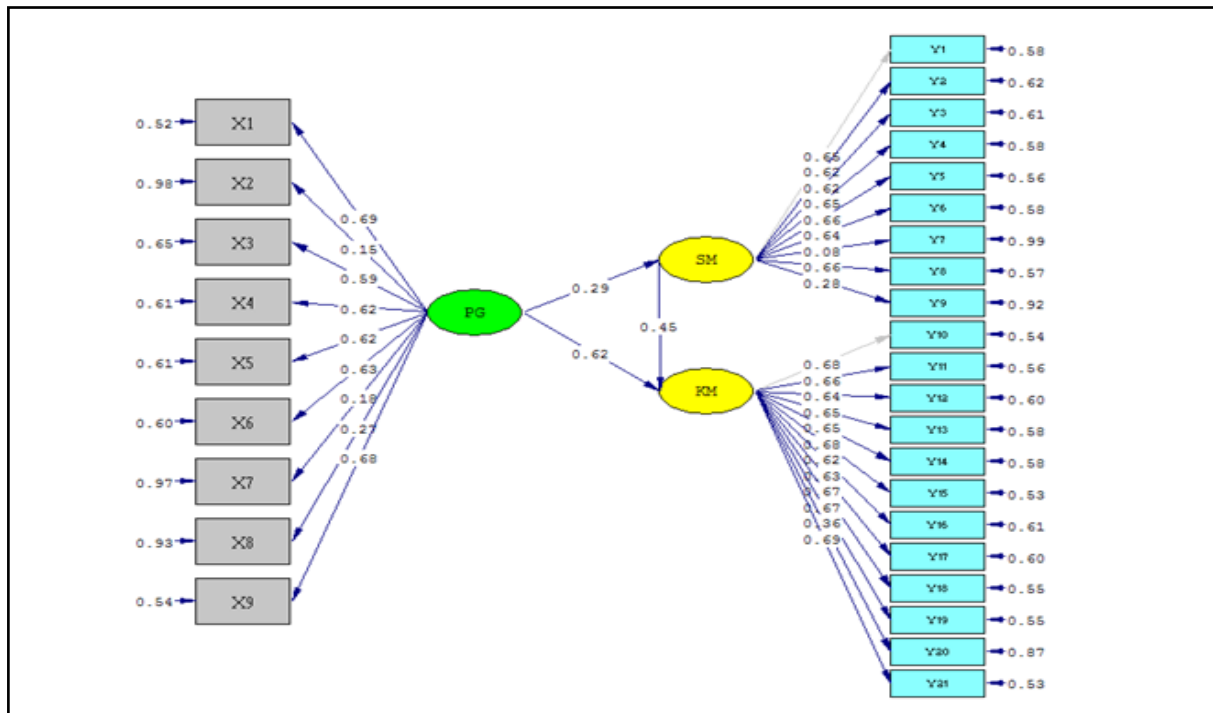 0.52 X1
0.98 X2
0.65 X3
0.61 X4
0.61 X5
0.60 X6
0.97 X7
0.93 X8
0.54 X9
0.69
0.15
0.59
0.62
0.62
0.63
0.18
0.27
0.68
PG
0.29
0.62
SM
0.45
KM
0.65
0.62
0.62
0.65
0.66
0.64
0.08
0.66
0.28
0.68
0.66
0.64
0.65
0.65
0.68
0.62
0.63
0.67
0.67
0.36
0.69
Y1 0.58
Y2 0.62
Y3 0.61
Y4 0.58
Y5 0.56
Y6 0.58
Y7 0.99
Y8 0.57
Y9 0.92
Y10 0.54
Y11 0.56
Y12 0.60
Y13 0.58
Y14 0.58
Y15 0.53
Y16 0.61
Y17 0.60
Y18 0.55
Y19 0.55
Y20 0.87
Y21 0.53